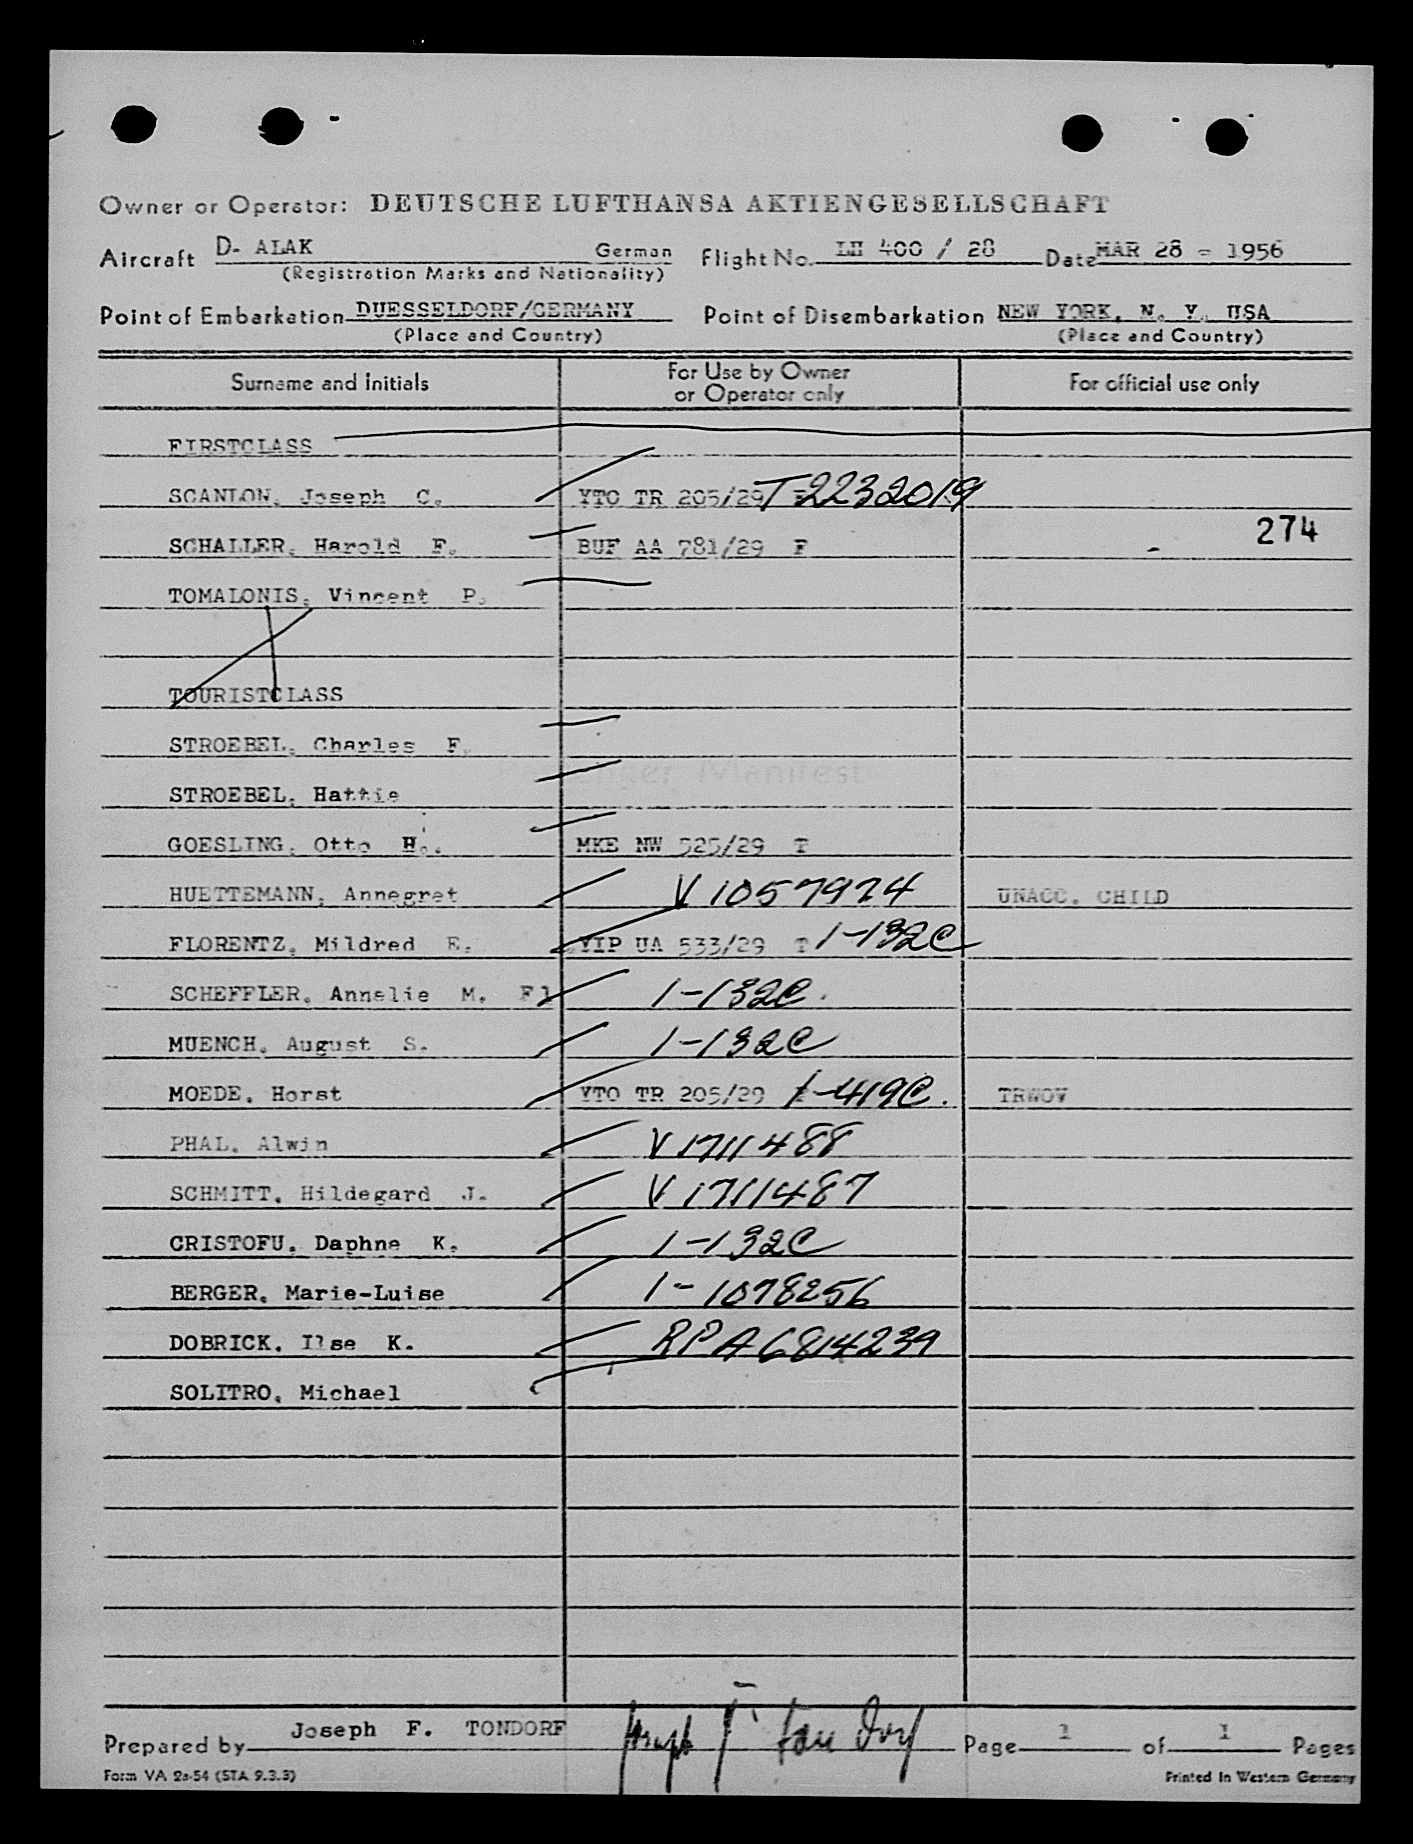 Owner or Operator: DEUTSCHE LUFTHANSA AKTIENGESELLSCHAFT
Aircraft D- ALAK German Flight No. LH 400 / 28 Date MAR 28 - 1956
(Registration Marks and Nationality)
Point of Embarkation DUESSELDORF/GERMANY Point of Disembarkation NEW YORK, N. Y. USA
(Place and Country) (Place and Country)
Surname and Initials For Use by Owner or Operator only For official use only
FIRSTCLASS
SCANLON, Joseph C. YTO TR 205/29 T2232019
274
SCHALLER, Harold F. BUF AA 781/29 F
TOMALONIS, Vincent P.
TOURISTCLASS
STROEBEL, Charles F.
Passenger Manifest
STROEBEL, Hattie
GOESLING, Otto H.. MKE NW 525/29 T
HUETTEMANN, Annegret V 1057974 UNACC. CHILD
FLORENTZ, Mildred E. YIP UA 533/29 T 1-132C
SCHEFFLER, Annelie M. Fl 1-132C.
MUENCH, August S. 1-132C
MOEDE, Horst YTO TR 205/29 1-419C. TRWOV
PHAL, Alwin V 1711488
SCHMITT, Hildegard J. V 1711487
CRISTOFU, Daphne K. 1-132C
BERGER, Marie-Luise 1-1078256
DOBRICK, Ilse K. RPA6814239
SOLITRO, Michael
Prepared by Joseph F. TONDORF Page 1 of 1 Pages
Form VA 2a-54 (STA 9.3.3) Printed in Western Germany